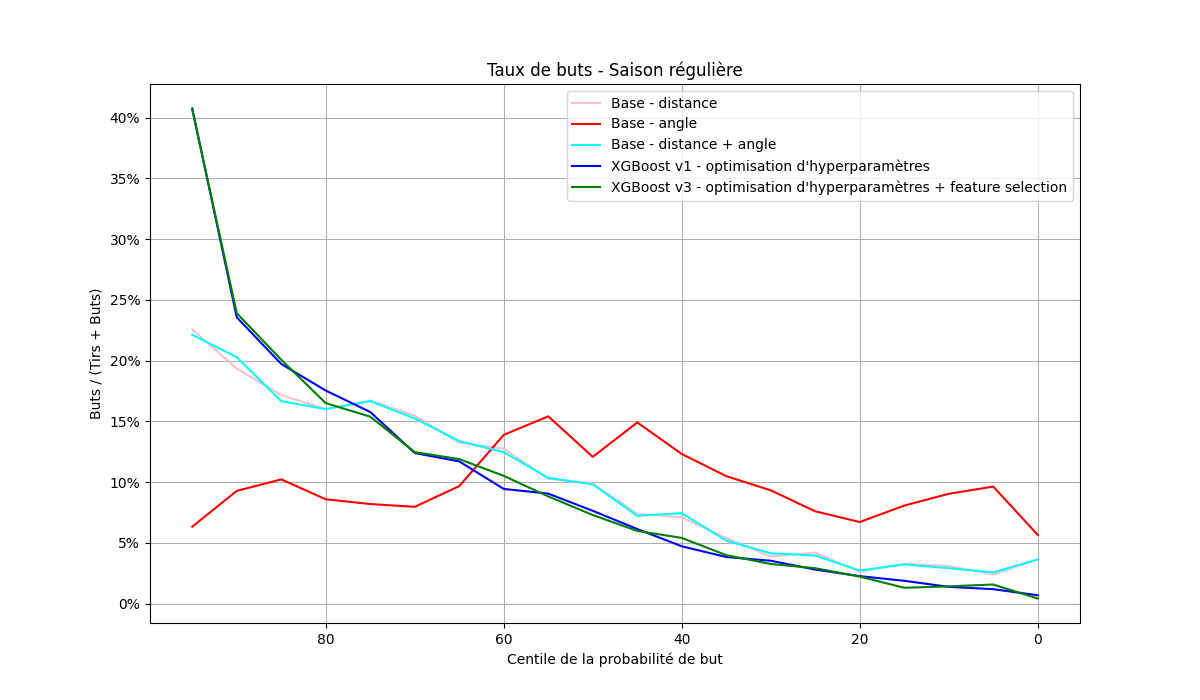 Taux de buts - Saison régulière
Base - distance
Base - angle
Base - distance + angle
XGBoost v1 - optimisation d'hyperparamètres
XGBoost v3 - optimisation d'hyperparamètres + feature selection
40%
35%
30%
25%
20%
15%
10%
5%
0%
Buts / (Tirs + Buts)
80 60 40 20 0
Centile de la probabilité de but